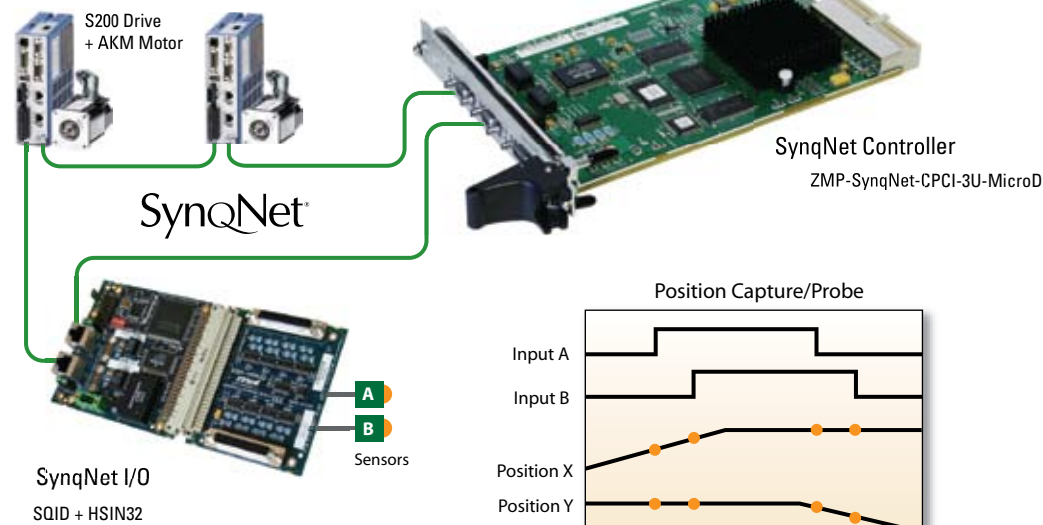 S200 Drive
+ AKM Motor
SynqNet Controller
ZMP-SynqNet-CPCI-3U-MicroD
SynQNet®
Position Capture/Probe
Input A
Input B
A
B
Sensors
Position X
Position Y
SynqNet I/O
SQID + HSIN32